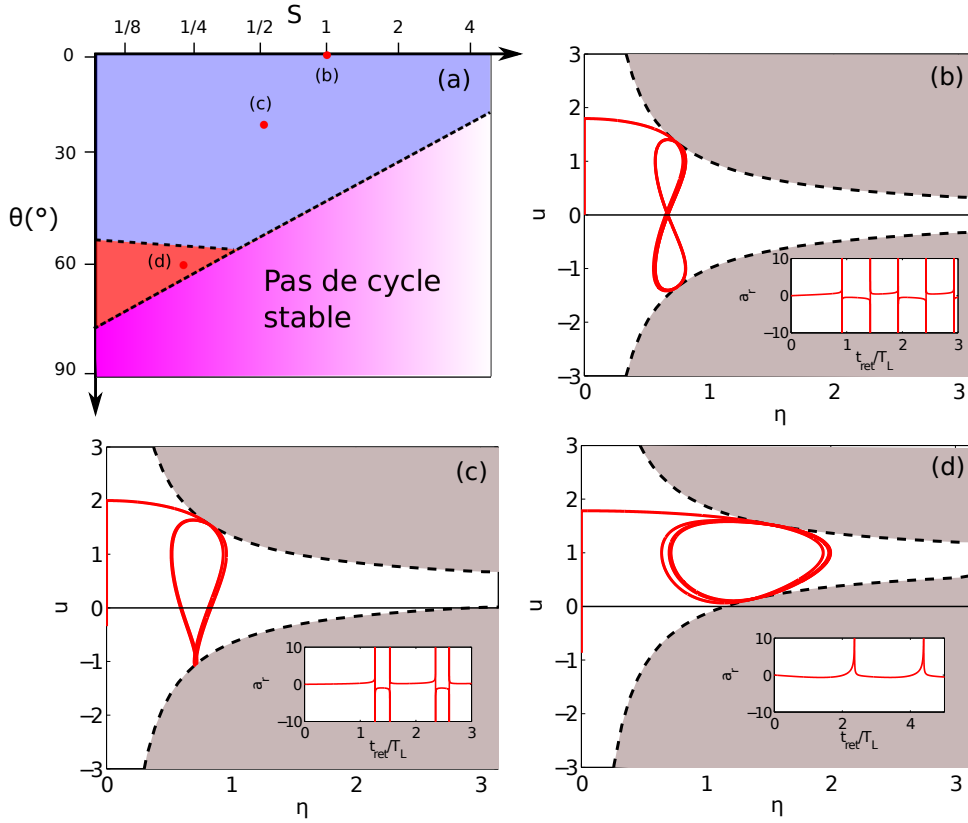 S
1/8 1/4 1/2 1 2 4
0
30
60
90
θ(°)
(a)
(b)
(c)
(d)
Pas de cycle
stable
(b)
3
2
1
0
−1
−2
−3
u
0 1 2 3
η
10
0
−10
a_r
0 1 2 3
t_ret/T_L
(c)
3
2
1
0
−1
−2
−3
u
0 1 2 3
η
10
0
−10
a_r
0 1 2 3
t_ret/T_L
(d)
3
2
1
0
−1
−2
−3
u
0 1 2 3
η
10
0
−10
a_r
0 2 4
t_ret/T_L